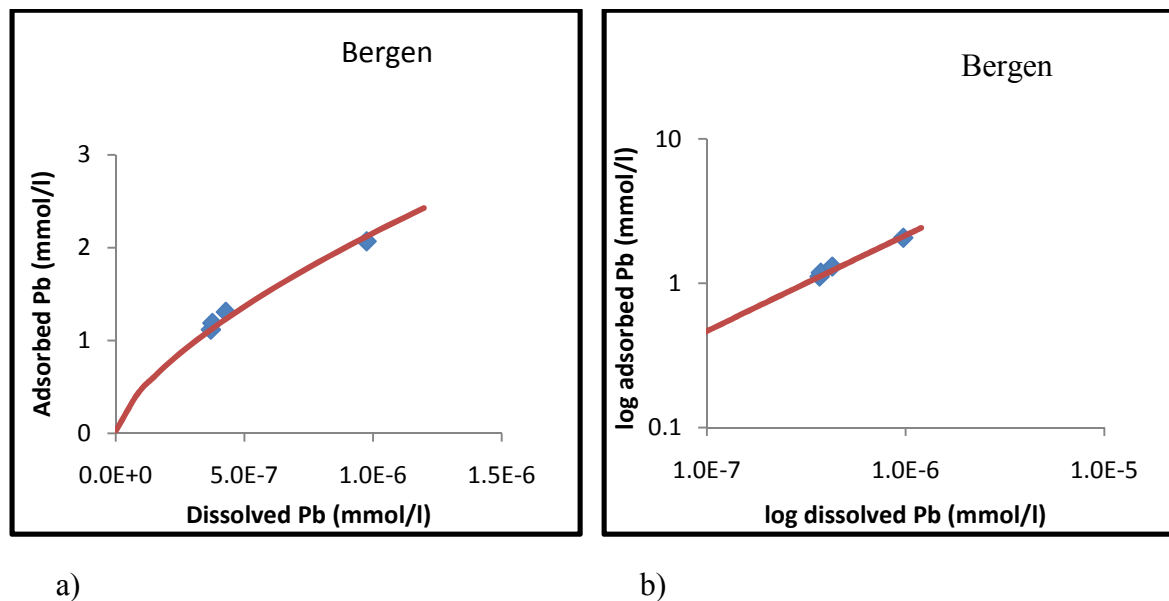 Bergen
Adsorbed Pb (mmol/l)
3
2
1
0
0.0E+0 5.0E-7 1.0E-6 1.5E-6
Dissolved Pb (mmol/l)
a)
Bergen
log adsorbed Pb (mmol/l)
10
1
0.1
1.0E-7 1.0E-6 1.0E-5
log dissolved Pb (mmol/l)
b)